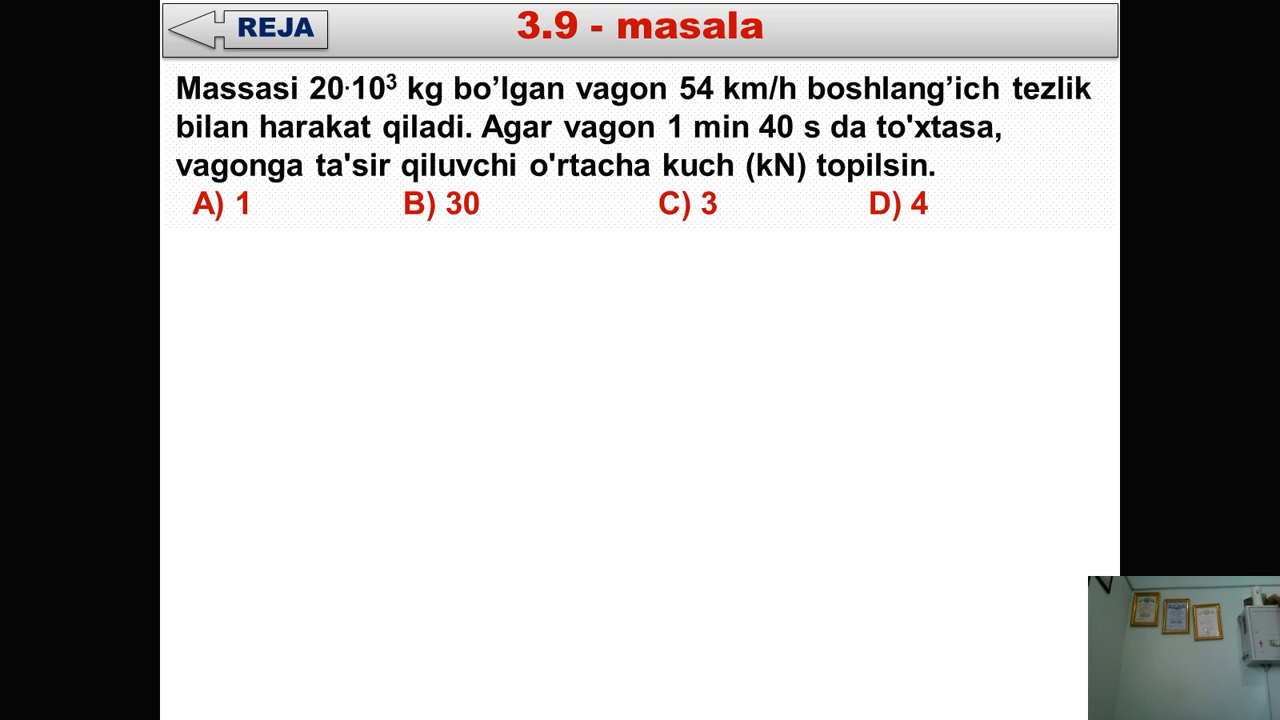 REJA
3.9 - masala
Massasi 20·10³ kg bo’lgan vagon 54 km/h boshlang’ich tezlik
bilan harakat qiladi. Agar vagon 1 min 40 s da to'xtasa,
vagonga ta'sir qiluvchi o'rtacha kuch (kN) topilsin.
A) 1 B) 30 C) 3 D) 4